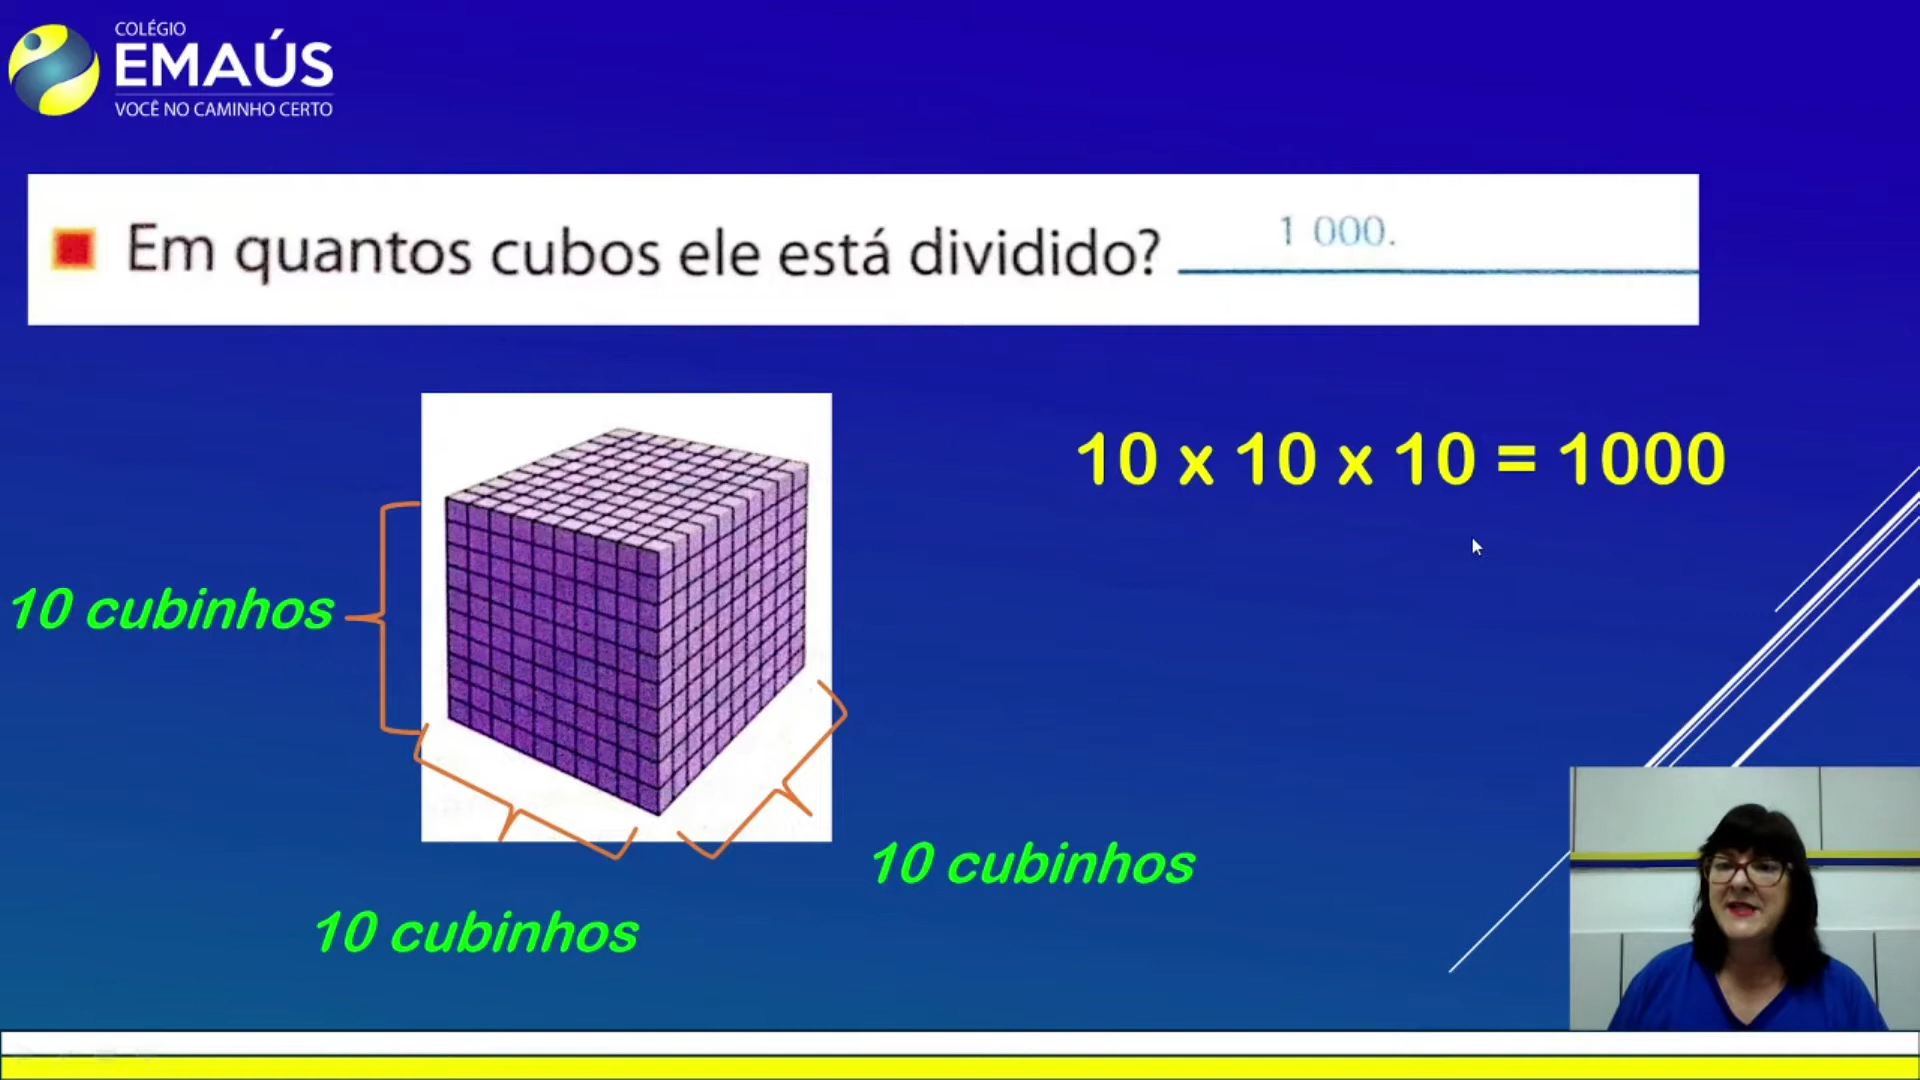 COLÉGIO
EMAÚS
VOCÊ NO CAMINHO CERTO
Em quantos cubos ele está dividido? 1 000.
10 x 10 x 10 = 1000
10 cubinhos
10 cubinhos
10 cubinhos